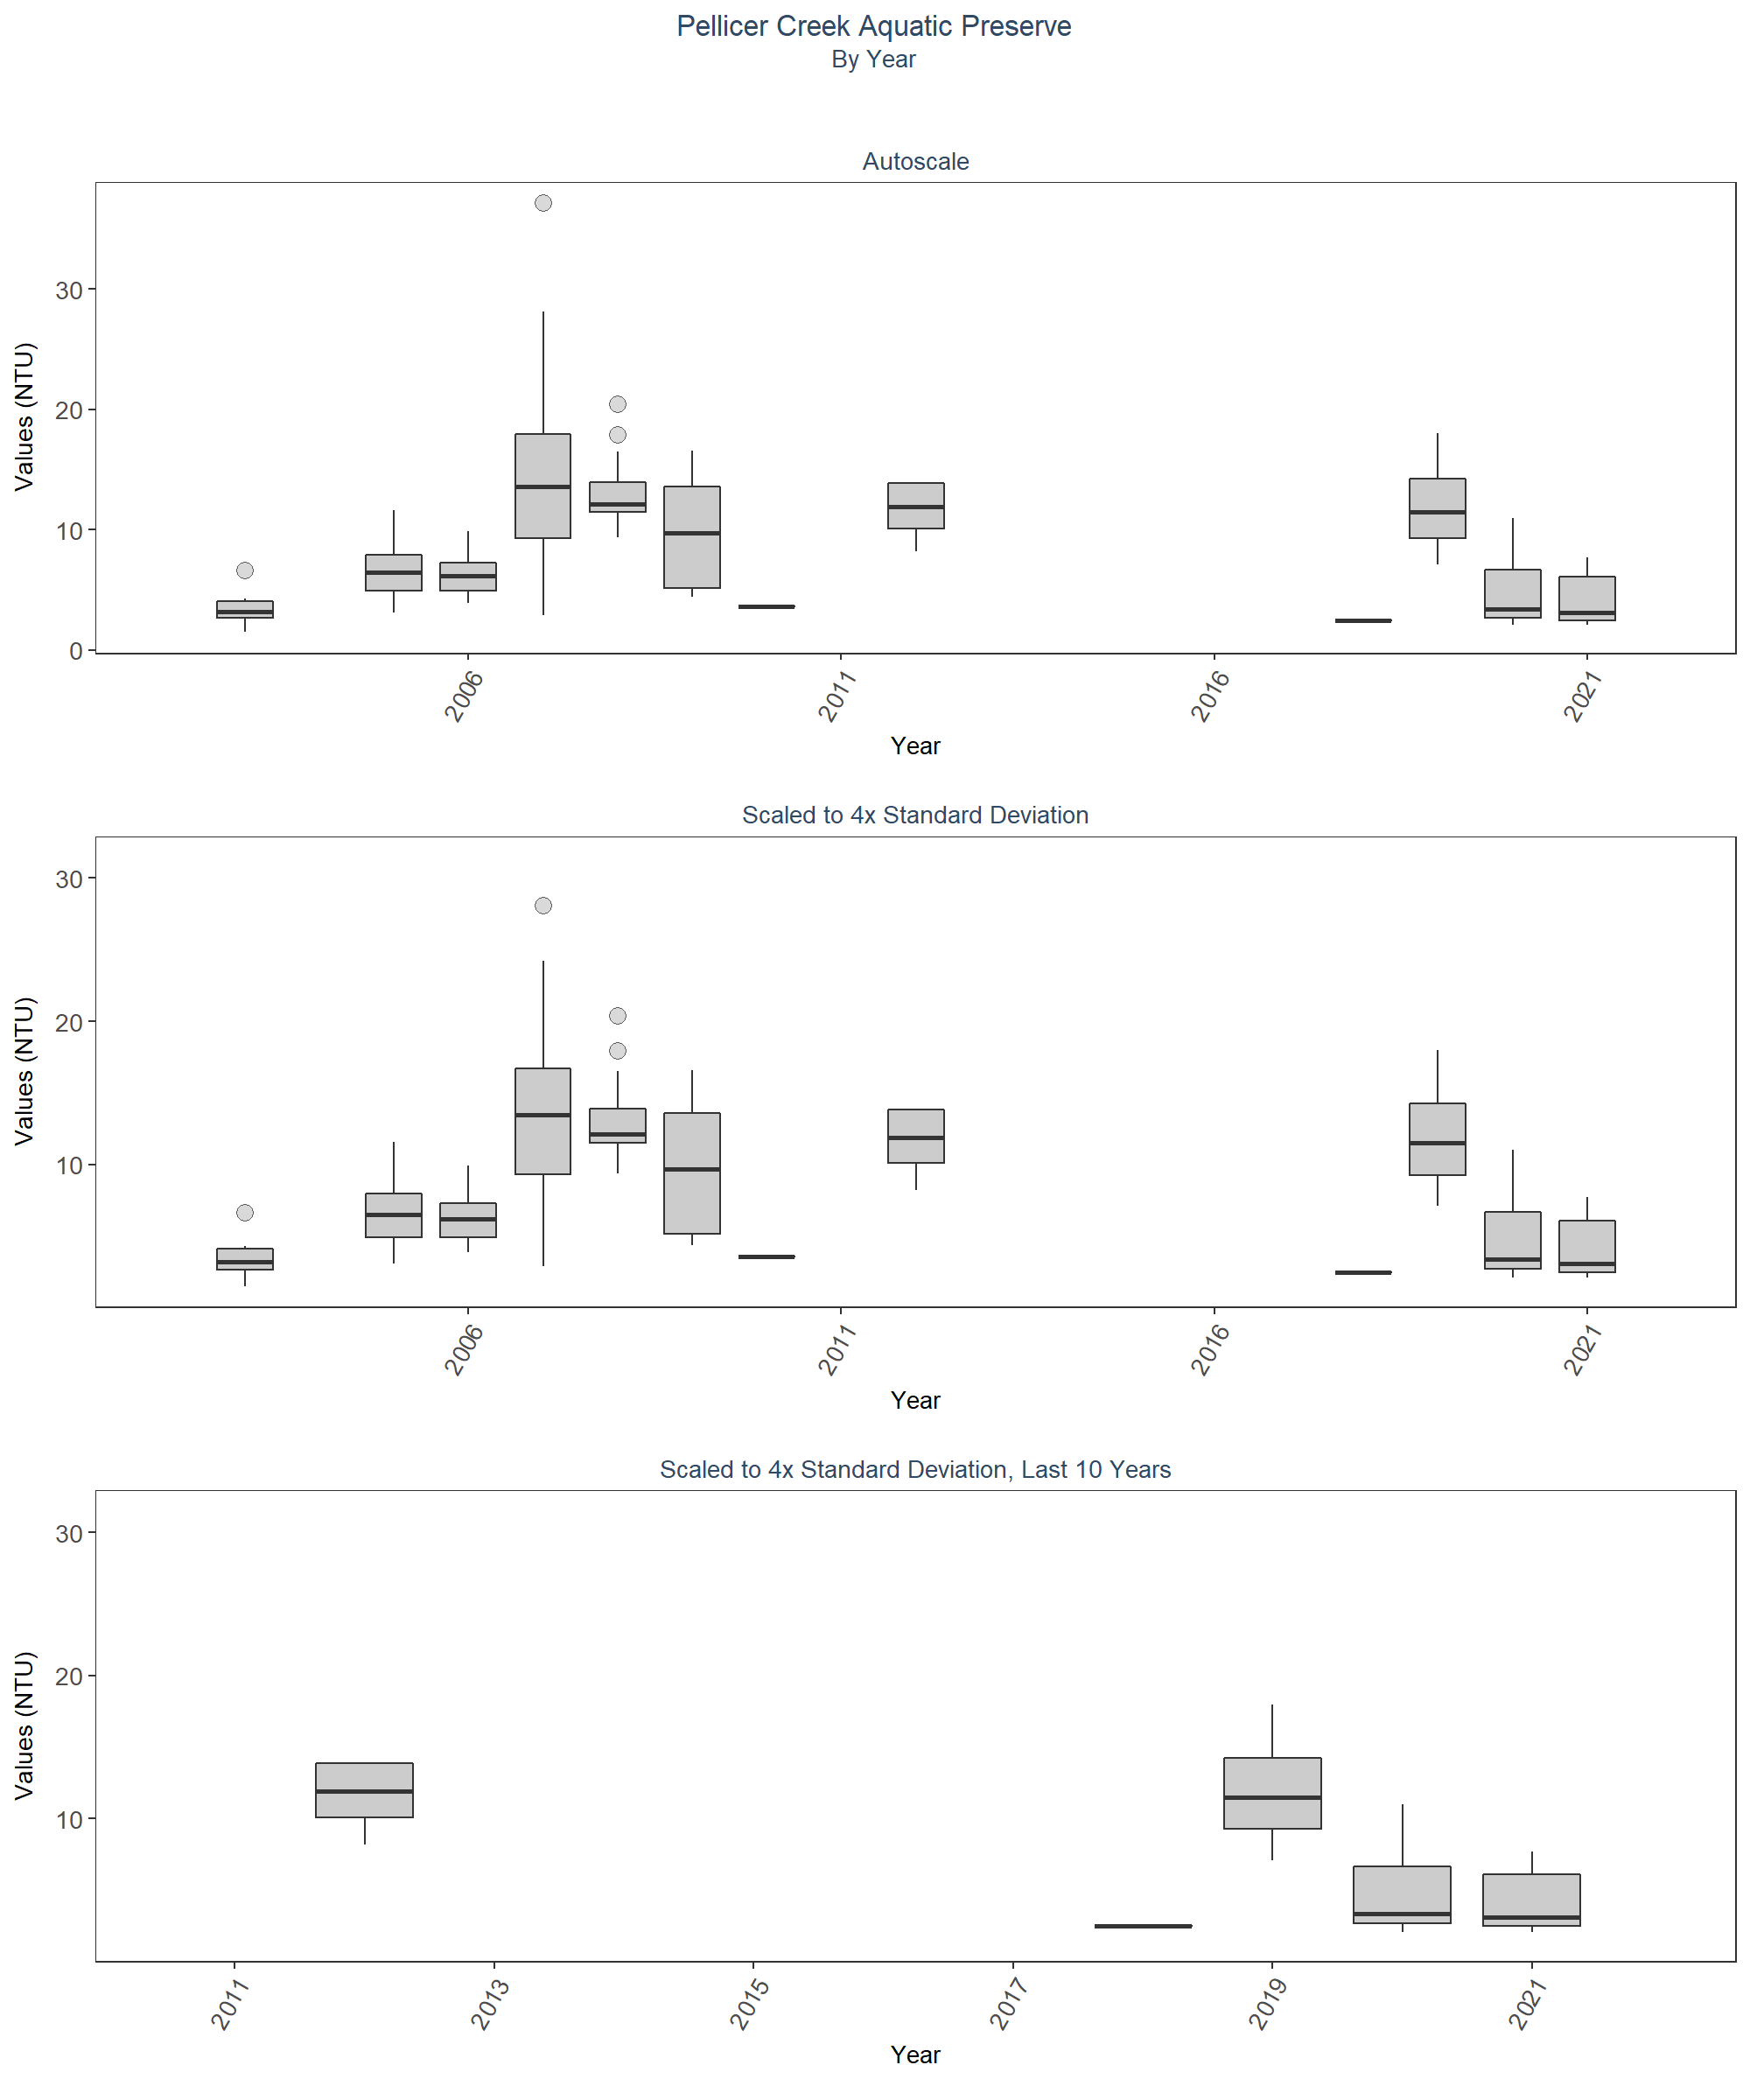 Pellicer Creek Aquatic Preserve
By Year
Autoscale
Values (NTU)
30
20
10
0
2006
2011
2016
2021
Year
Scaled to 4x Standard Deviation
Values (NTU)
30
20
10
2006
2011
2016
2021
Year
Scaled to 4x Standard Deviation, Last 10 Years
Values (NTU)
30
20
10
2011
2013
2015
2017
2019
2021
Year